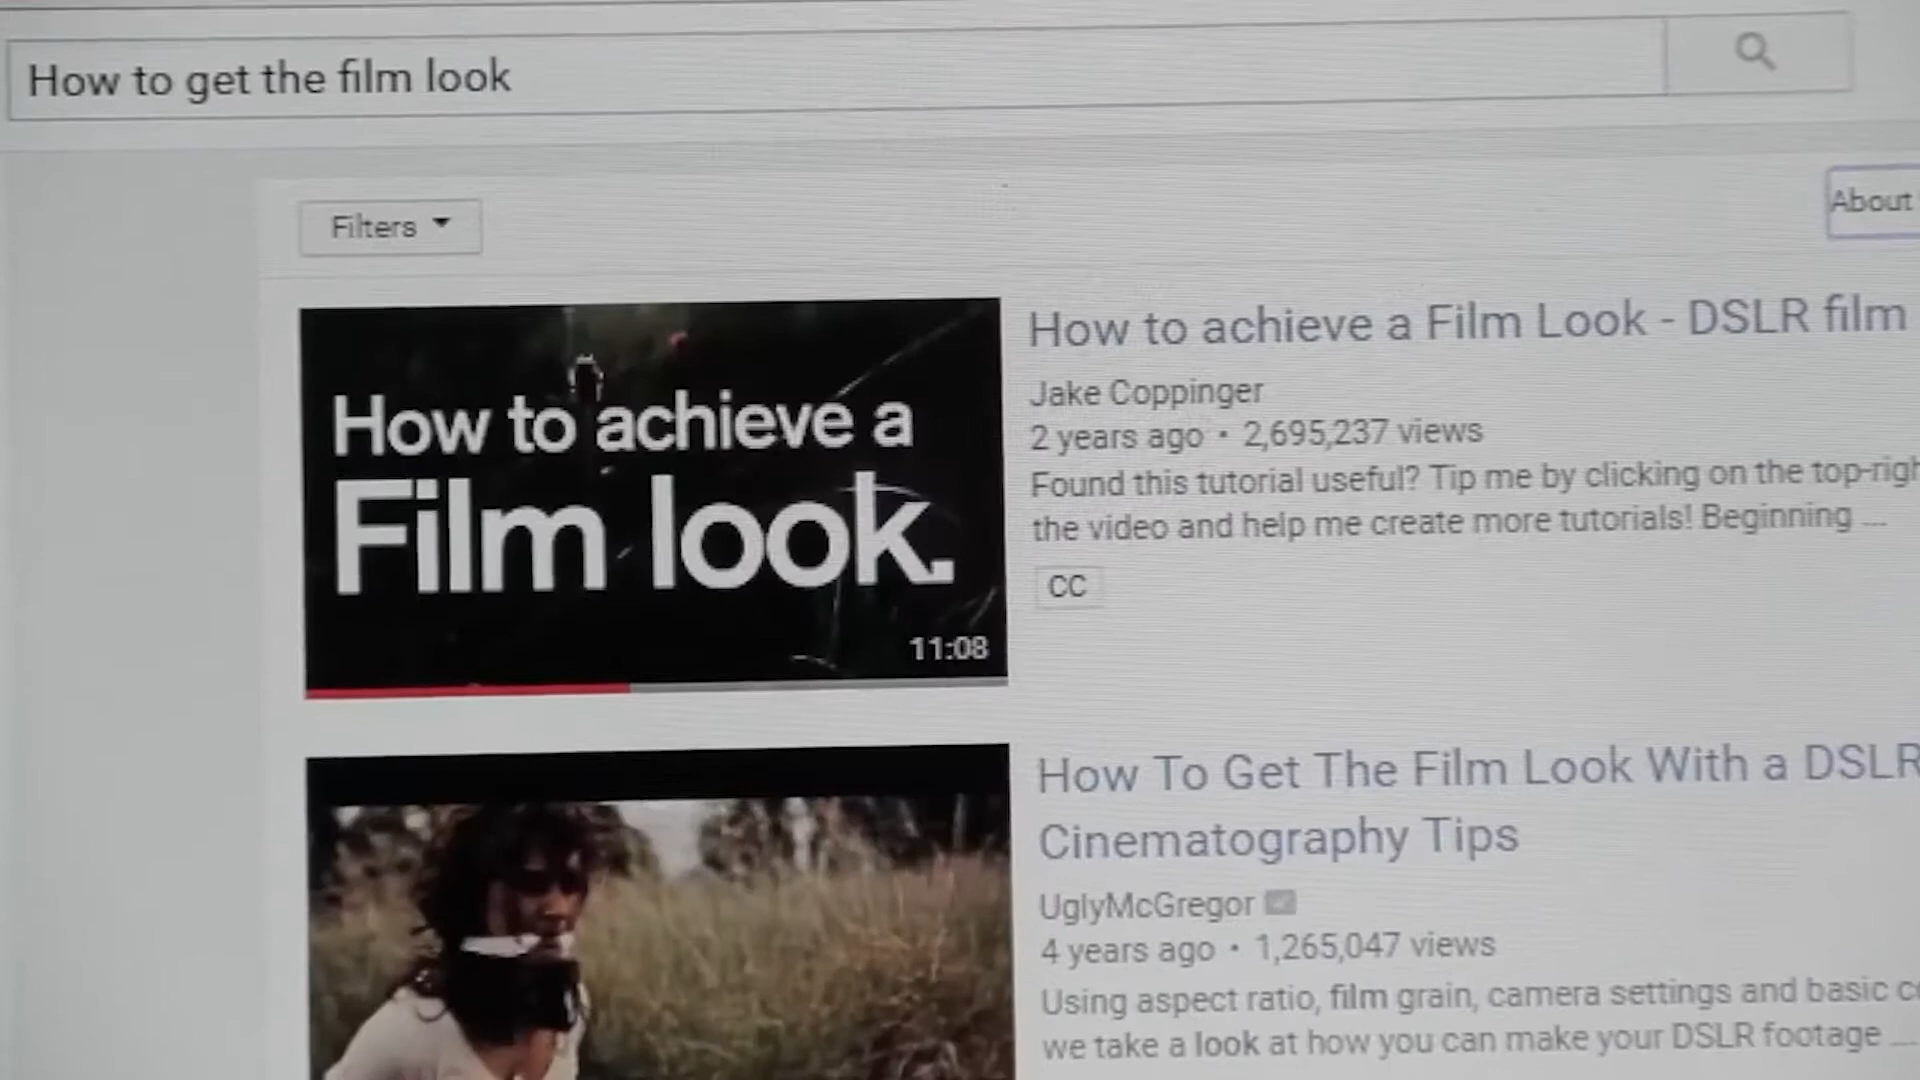 How to get the film look
Filters
About
How to achieve a
Film look.
11:08
How to achieve a Film Look - DSLR film
Jake Coppinger
2 years ago • 2,695,237 views
Found this tutorial useful? Tip me by clicking on the
the video and help me create more tutorials! Beginning ...
CC
How To Get The Film Look With a DSLR
Cinematography Tips
UglyMcGregor
4 years ago • 1,265,047 views
Using aspect ratio, film grain, camera settings and basic
we take a look at how you can make your DSLR footage ...